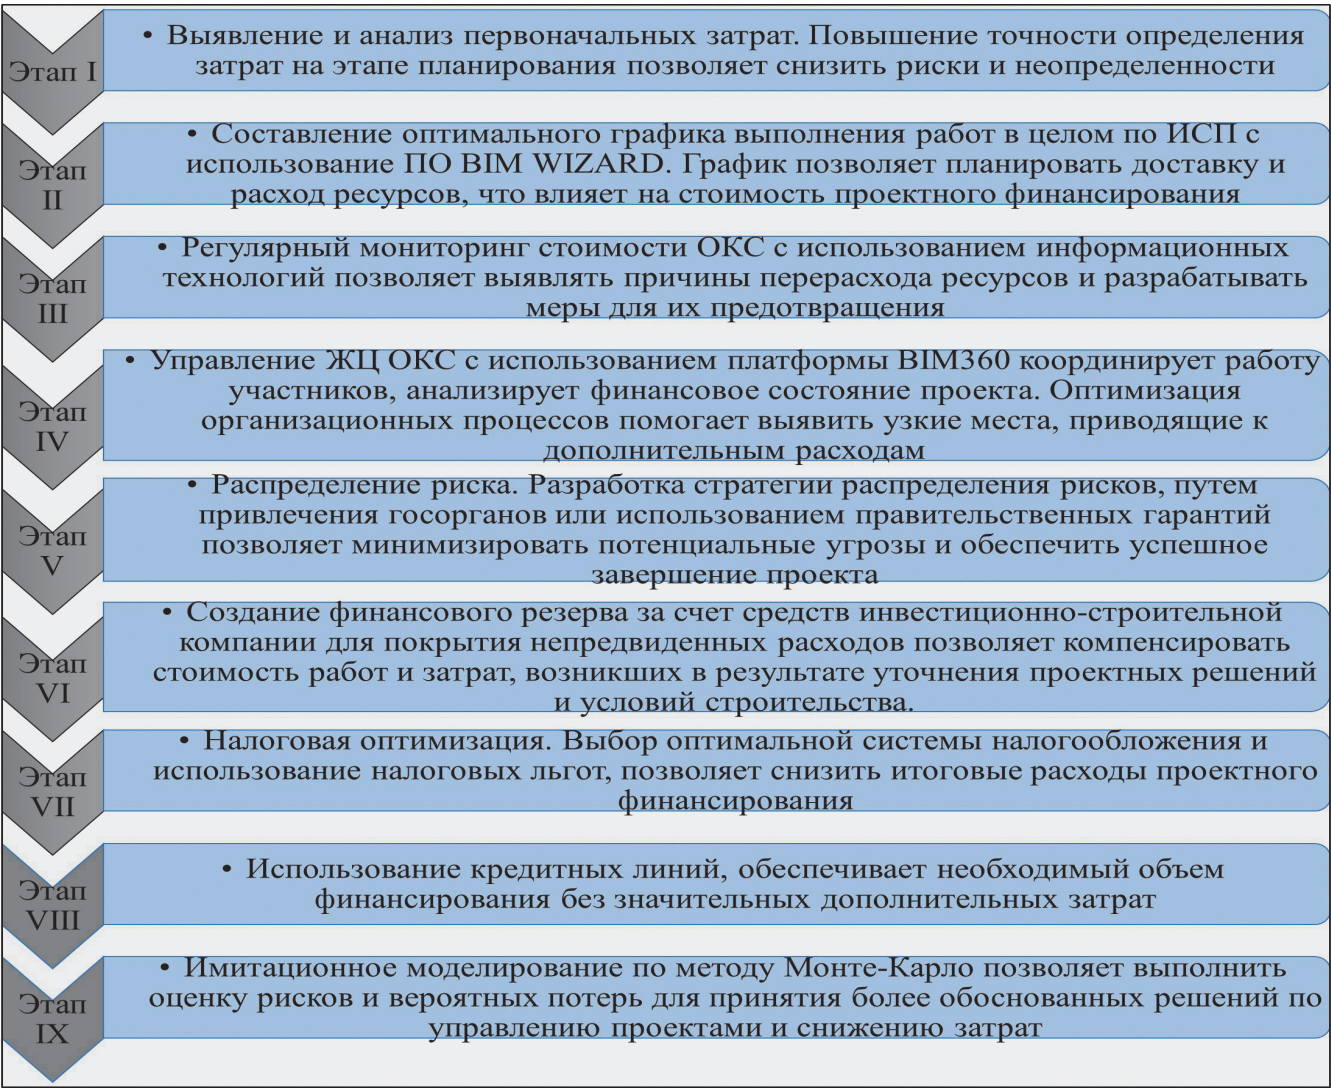 Этап I
• Выявление и анализ первоначальных затрат. Повышение точности определения
затрат на этапе планирования позволяет снизить риски и неопределенности
Этап
II
• Составление оптимального графика выполнения работ в целом по ИСП с
использование ПО BIM WIZARD. График позволяет планировать доставку и
расход ресурсов, что влияет на стоимость проектного финансирования
Этап
III
• Регулярный мониторинг стоимости ОКС с использованием информационных
технологий позволяет выявлять причины перерасхода ресурсов и разрабатывать
меры для их предотвращения
Этап
IV
• Управление ЖЦ ОКС с использованием платформы BIM360 координирует работу
участников, анализирует финансовое состояние проекта. Оптимизация
организационных процессов помогает выявить узкие места, приводящие к
дополнительным расходам
Этап
V
• Распределение риска. Разработка стратегии распределения рисков, путем
привлечения госорганов или использованием правительственных гарантий
позволяет минимизировать потенциальные угрозы и обеспечить успешное
завершение проекта
Этап
VI
• Создание финансового резерва за счет средств инвестиционно-строительной
компании для покрытия непредвиденных расходов позволяет компенсировать
стоимость работ и затрат, возникших в результате уточнения проектных решений
и условий строительства.
Этап
VII
• Налоговая оптимизация. Выбор оптимальной системы налогообложения и
использование налоговых льгот, позволяет снизить итоговые расходы проектного
финансирования
Этап
VIII
• Использование кредитных линий, обеспечивает необходимый объем
финансирования без значительных дополнительных затрат
Этап
IX
• Имитационное моделирование по методу Монте-Карло позволяет выполнить
оценку рисков и вероятных потерь для принятия более обоснованных решений по
управлению проектами и снижению затрат